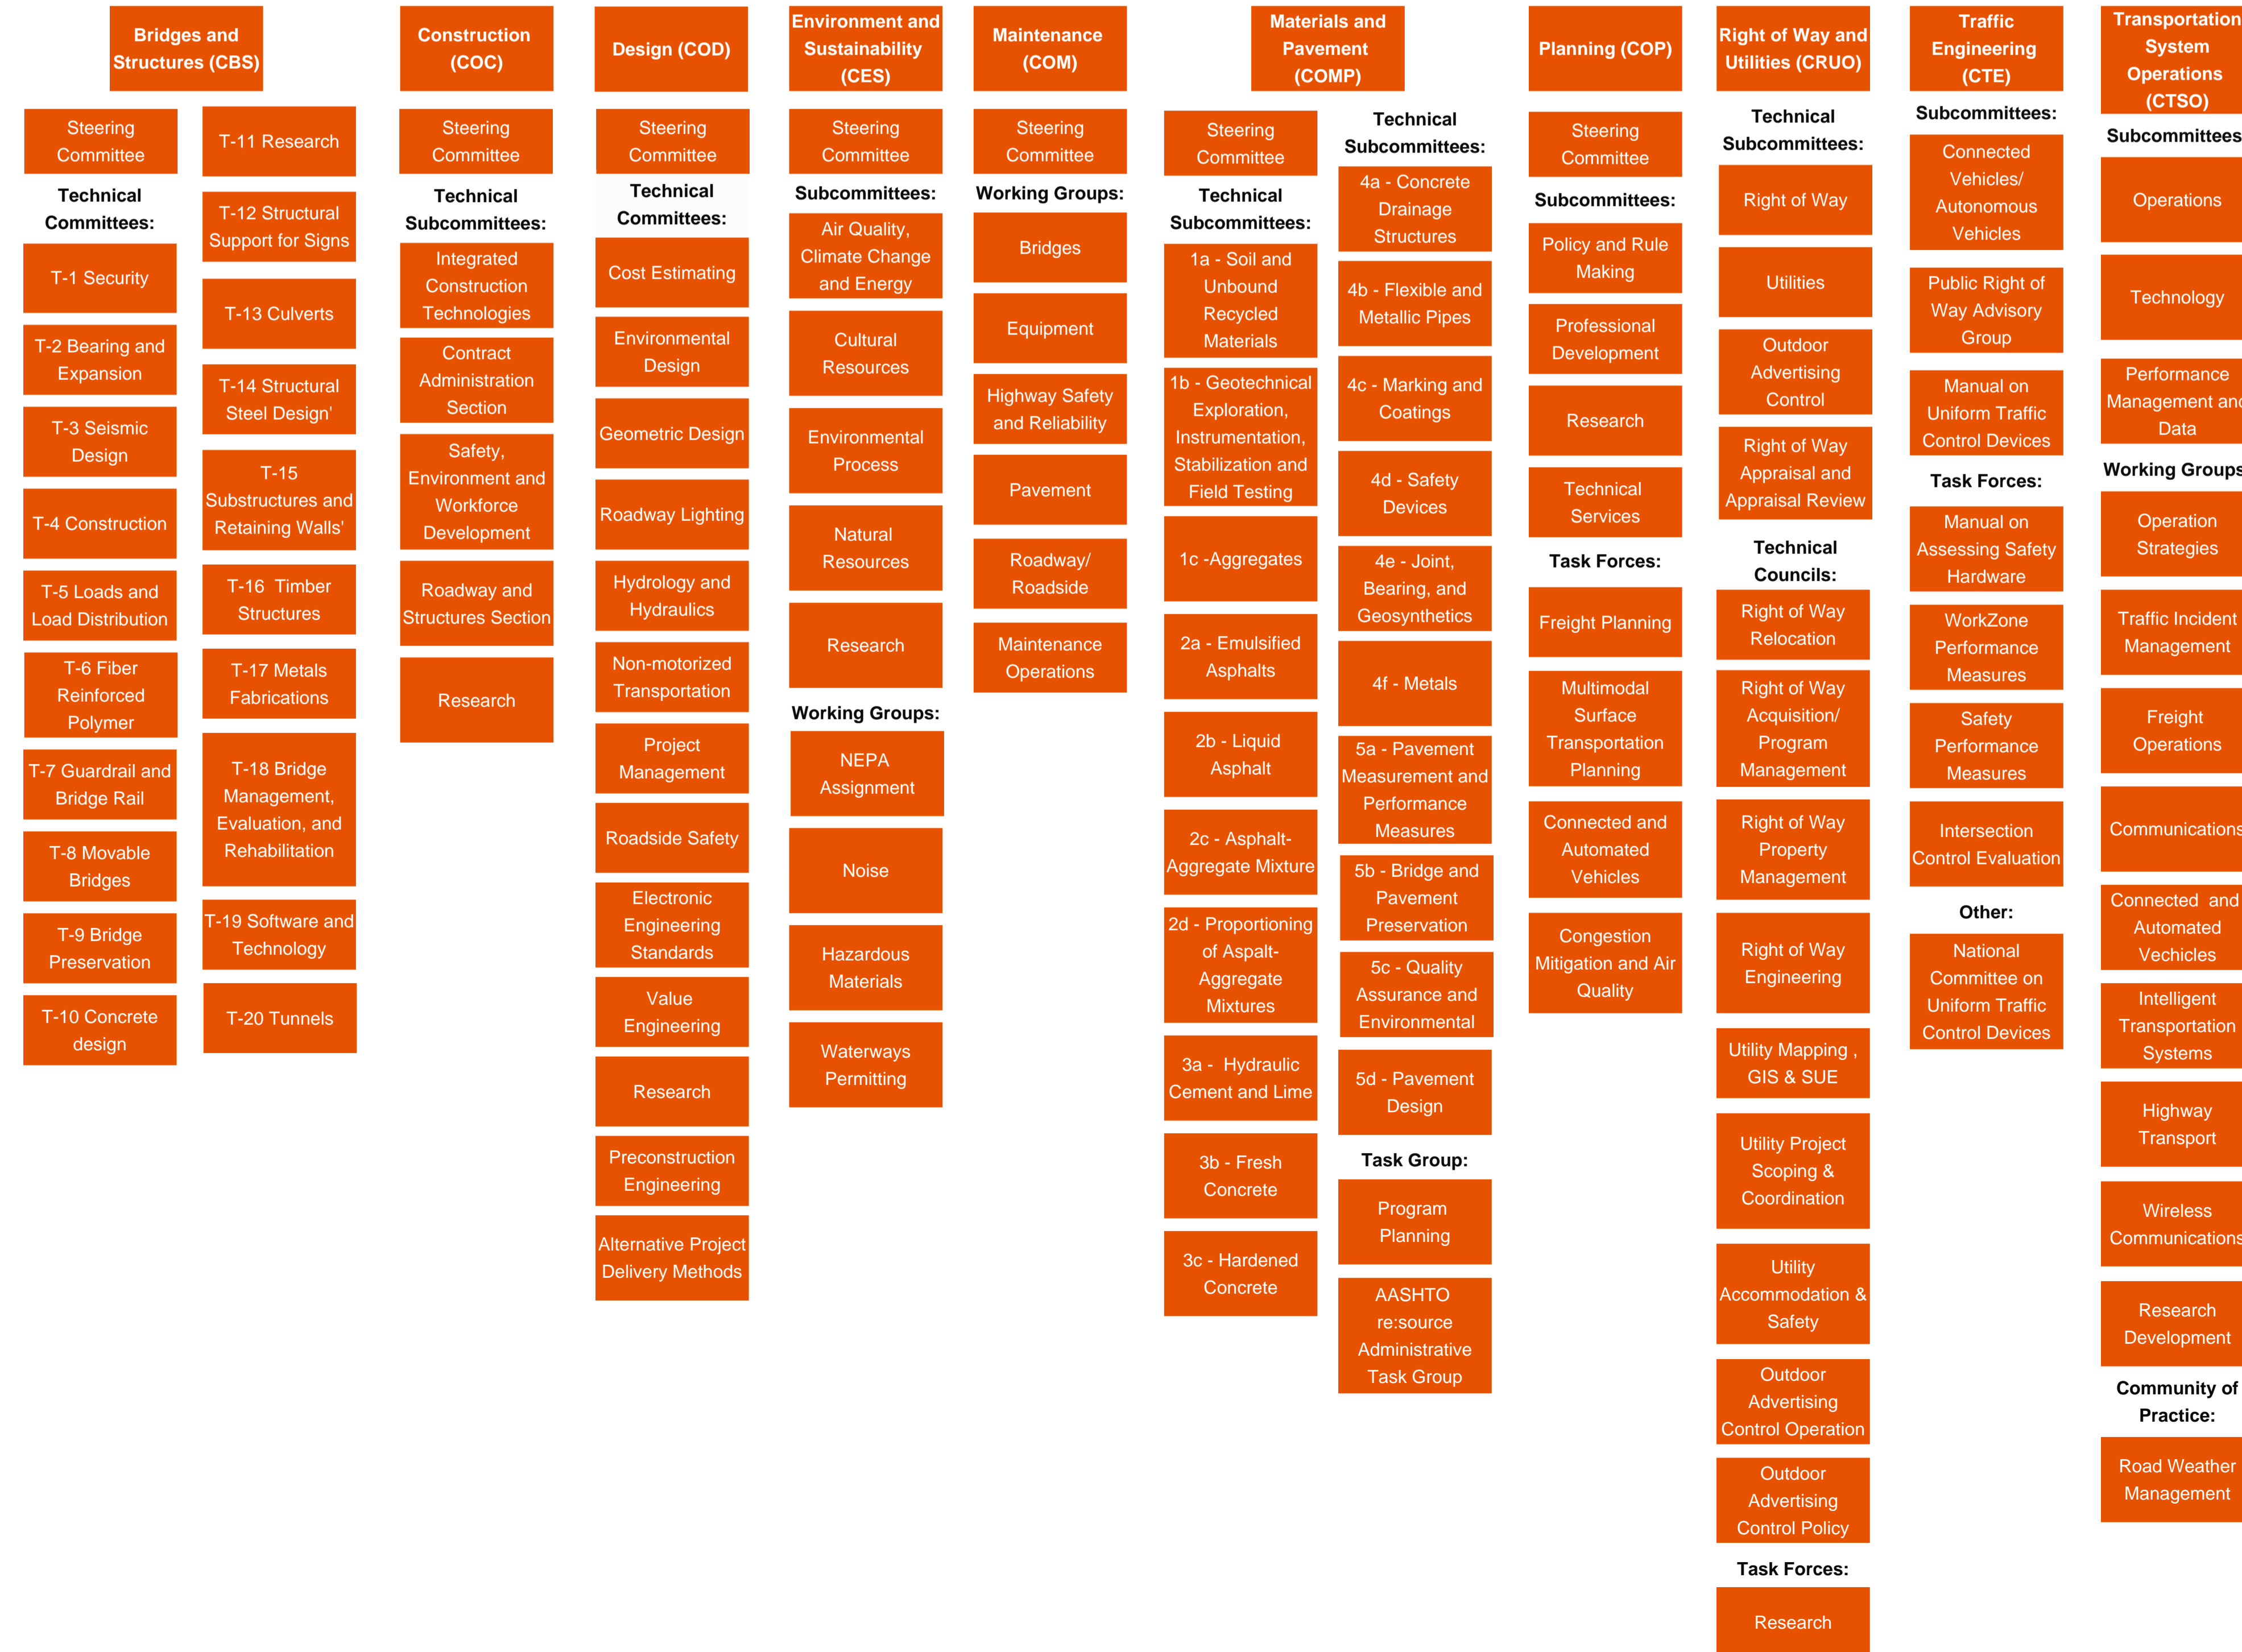 Bridges and
Structures (CBS)
Steering
Committee
Technical
Committees:
T-1 Security
T-2 Bearing and
Expansion
T-3 Seismic
Design
T-4 Construction
T-5 Loads and
Load Distribution
T-6 Fiber
Reinforced
Polymer
T-7 Guardrail and
Bridge Rail
T-8 Movable
Bridges
T-9 Bridge
Preservation
T-10 Concrete
design
T-11 Research
T-12 Structural
Support for Signs
T-13 Culverts
T-14 Structural
Steel Design'
T-15
Substructures and
Retaining Walls'
T-16 Timber
Structures
T-17 Metals
Fabrications
T-18 Bridge
Management,
Evaluation, and
Rehabilitation
T-19 Software and
Technology
T-20 Tunnels
Construction
(COC)
Steering
Committee
Technical
Subcommittees:
Integrated
Construction
Technologies
Contract
Administration
Section
Safety,
Environment and
Workforce
Development
Roadway and
Structures Section
Research
Design (COD)
Steering
Committee
Technical
Committees:
Cost Estimating
Environmental
Design
Geometric Design
Roadway Lighting
Hydrology and
Hydraulics
Non-motorized
Transportation
Project
Management
Roadside Safety
Electronic
Engineering
Standards
Value
Engineering
Research
Preconstruction
Engineering
Alternative Project
Delivery Methods
Environment and
Sustainability
(CES)
Steering
Committee
Subcommittees:
Air Quality,
Climate Change
and Energy
Cultural
Resources
Environmental
Process
Natural
Resources
Research
Working Groups:
NEPA
Assignment
Noise
Hazardous
Materials
Waterways
Permitting
Maintenance
(COM)
Steering
Committee
Working Groups:
Bridges
Equipment
Highway Safety
and Reliability
Pavement
Roadway/
Roadside
Maintenance
Operations
Materials and
Pavement
(COMP)
Steering
Committee
Technical
Subcommittees:
1a - Soil and
Unbound
Recycled
Materials
1b - Geotechnical
Exploration,
Instrumentation,
Stabilization and
Field Testing
1c -Aggregates
2a - Emulsified
Asphalts
2b - Liquid
Asphalt
2c - Asphalt-
Aggregate Mixture
2d - Proportioning
of Aspalt-
Aggregate
Mixtures
3a - Hydraulic
Cement and Lime
3b - Fresh
Concrete
3c - Hardened
Concrete
Technical
Subcommittees:
4a - Concrete
Drainage
Structures
4b - Flexible and
Metallic Pipes
4c - Marking and
Coatings
4d - Safety
Devices
4e - Joint,
Bearing, and
Geosynthetics
4f - Metals
5a - Pavement
Measurement and
Performance
Measures
5b - Bridge and
Pavement
Preservation
5c - Quality
Assurance and
Environmental
5d - Pavement
Design
Task Group:
Program
Planning
AASHTO
re:source
Administrative
Task Group
Planning (COP)
Steering
Committee
Subcommittees:
Policy and Rule
Making
Professional
Development
Research
Technical
Services
Task Forces:
Freight Planning
Multimodal
Surface
Transportation
Planning
Connected and
Automated
Vehicles
Congestion
Mitigation and Air
Quality
Right of Way and
Utilities (CRUO)
Technical
Subcommittees:
Right of Way
Utilities
Outdoor
Advertising
Control
Right of Way
Appraisal and
Appraisal Review
Technical
Councils:
Right of Way
Relocation
Right of Way
Acquisition/
Program
Management
Right of Way
Property
Management
Right of Way
Engineering
Utility Mapping ,
GIS & SUE
Utility Project
Scoping &
Coordination
Utility
Accommodation &
Safety
Outdoor
Advertising
Control Operation
Outdoor
Advertising
Control Policy
Task Forces:
Research
Traffic
Engineering
(CTE)
Subcommittees:
Connected
Vehicles/
Autonomous
Vehicles
Public Right of
Way Advisory
Group
Manual on
Uniform Traffic
Control Devices
Task Forces:
Manual on
Assessing Safety
Hardware
WorkZone
Performance
Measures
Safety
Performance
Measures
Intersection
Control Evaluation
Other:
National
Committee on
Uniform Traffic
Control Devices
Transportation
System
Operations
(CTSO)
Subcommittees
Operations
Technology
Performance
Management and
Data
Working Groups
Operation
Strategies
Traffic Incident
Management
Freight
Operations
Communications
Connected and
Automated
Vechicles
Intelligent
Transportation
Systems
Highway
Transport
Wireless
Communications
Research
Development
Community of
Practice:
Road Weather
Management